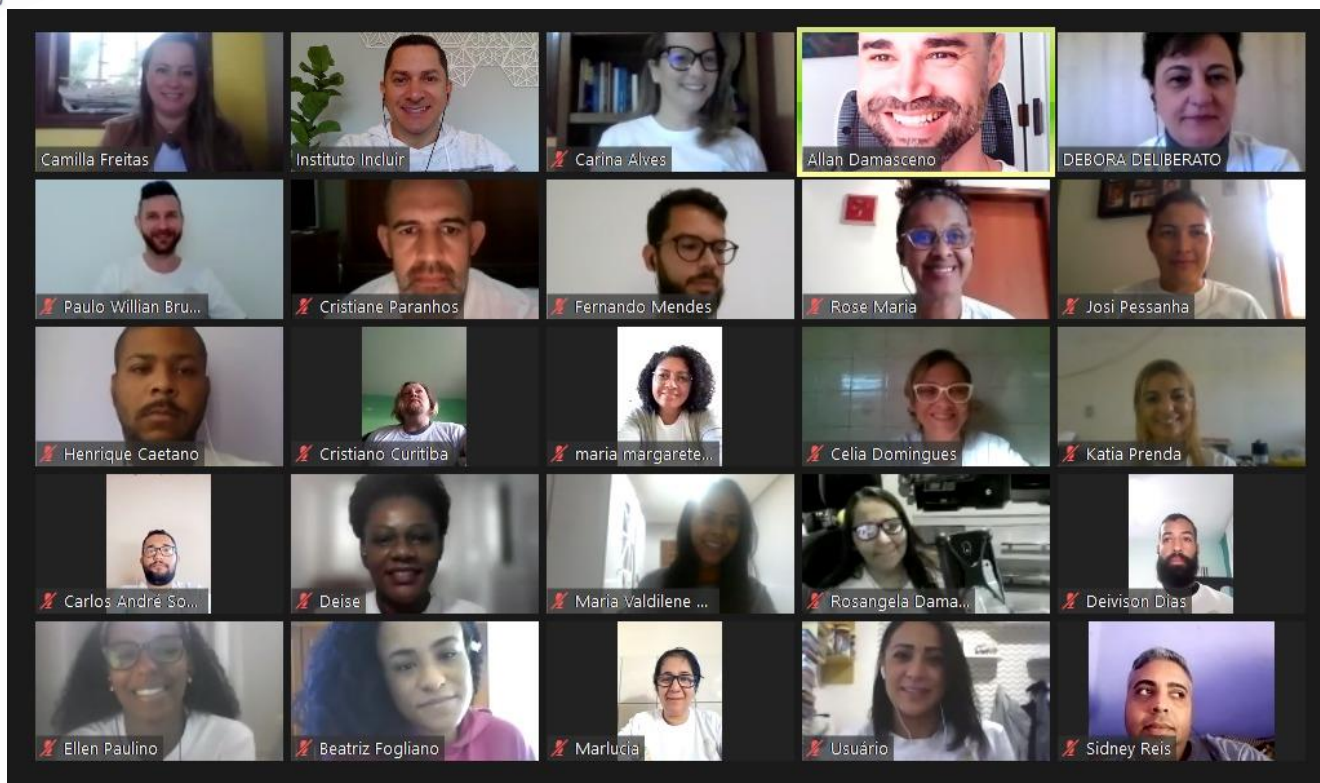 Camilla Freitas
Instituto Incluir
Carina Alves
Allan Damasceno
DEBORA DELIBERATO
Paulo Willian Bru...
Cristiane Paranhos
Fernando Mendes
Rose Maria
Josi Pessanha
Henrique Caetano
Cristiano Curitiba
maria margarete...
Celia Domingues
Katia Prenda
Carlos André So...
Deise
Maria Valdilene ...
Rosangela Dama...
Deivison Dias
Ellen Paulino
Beatriz Fogliano
Marlucia
Usuário
Sidney Reis